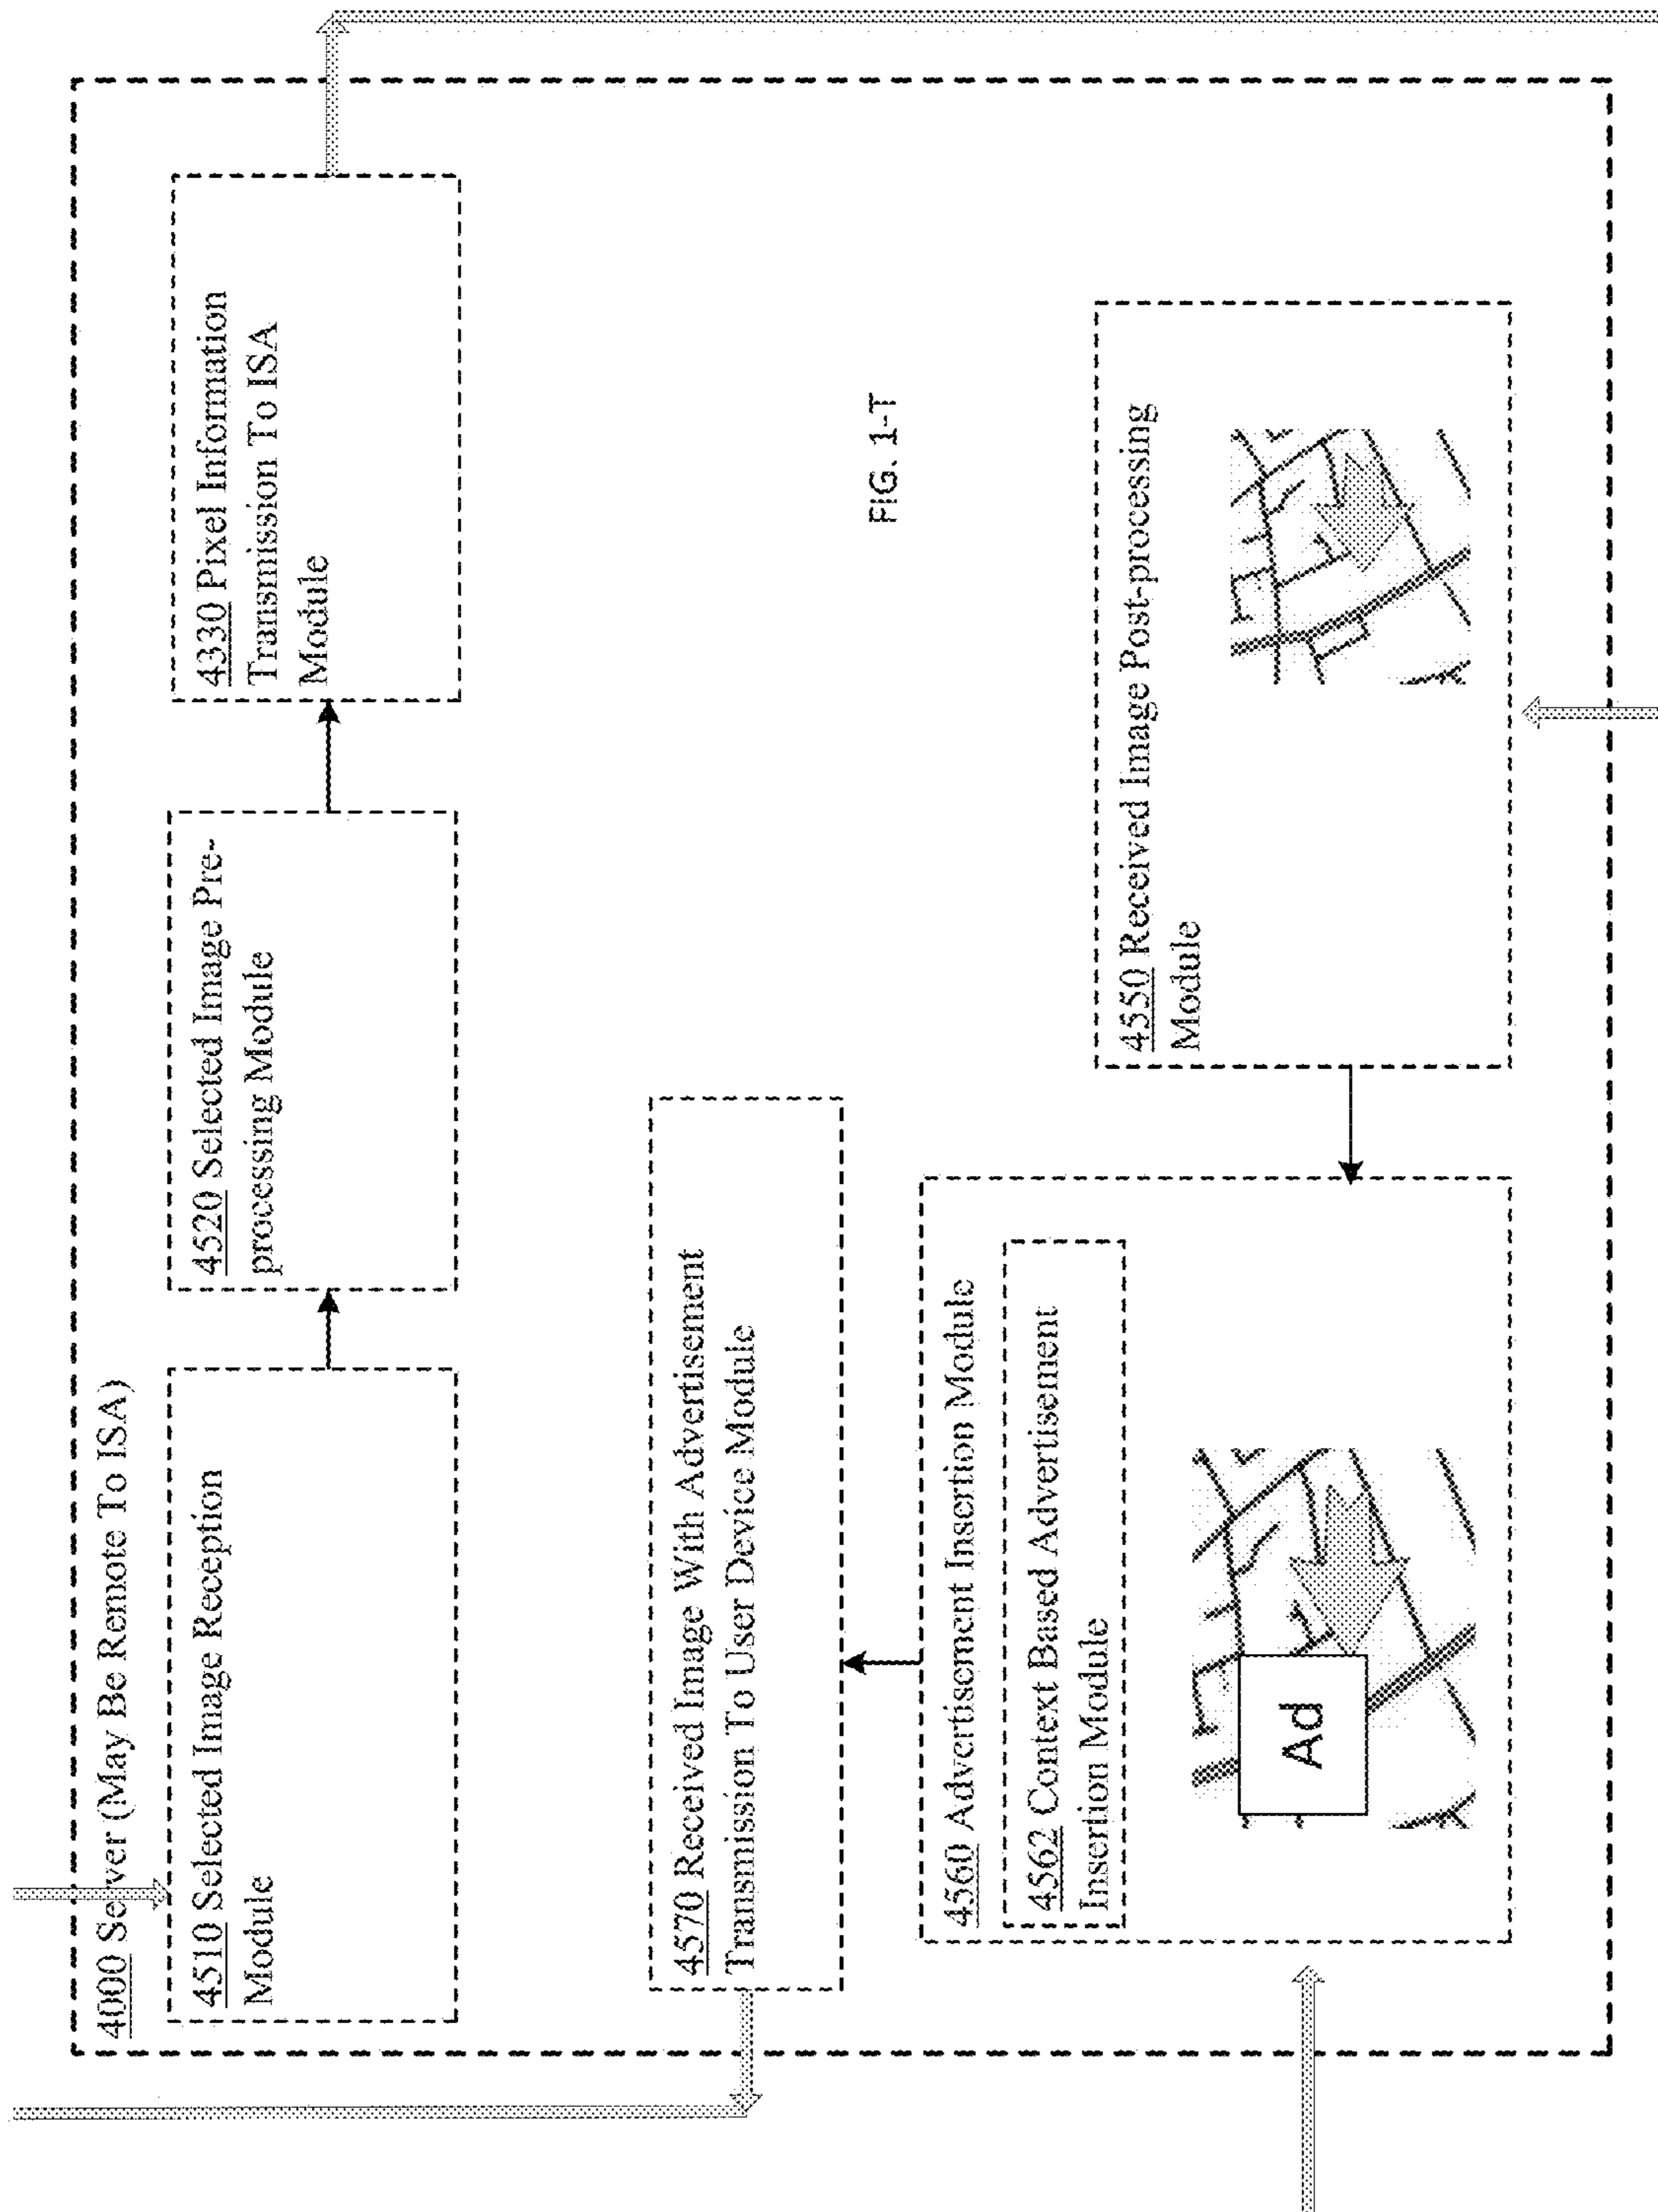 4000 Server (May Be Remote To ISA)
4510 Selected Image Reception
Module
4520 Selected Image Pre-
processing Module
4330 Pixel Information
Transmission To ISA
Module
4570 Received Image With Advertisement
Transmission To User Device Module
FIG. 1-T
4560 Advertisement Insertion Module
4562 Context Based Advertisement
Insertion Module
Ad
4550 Received Image Post-processing
Module